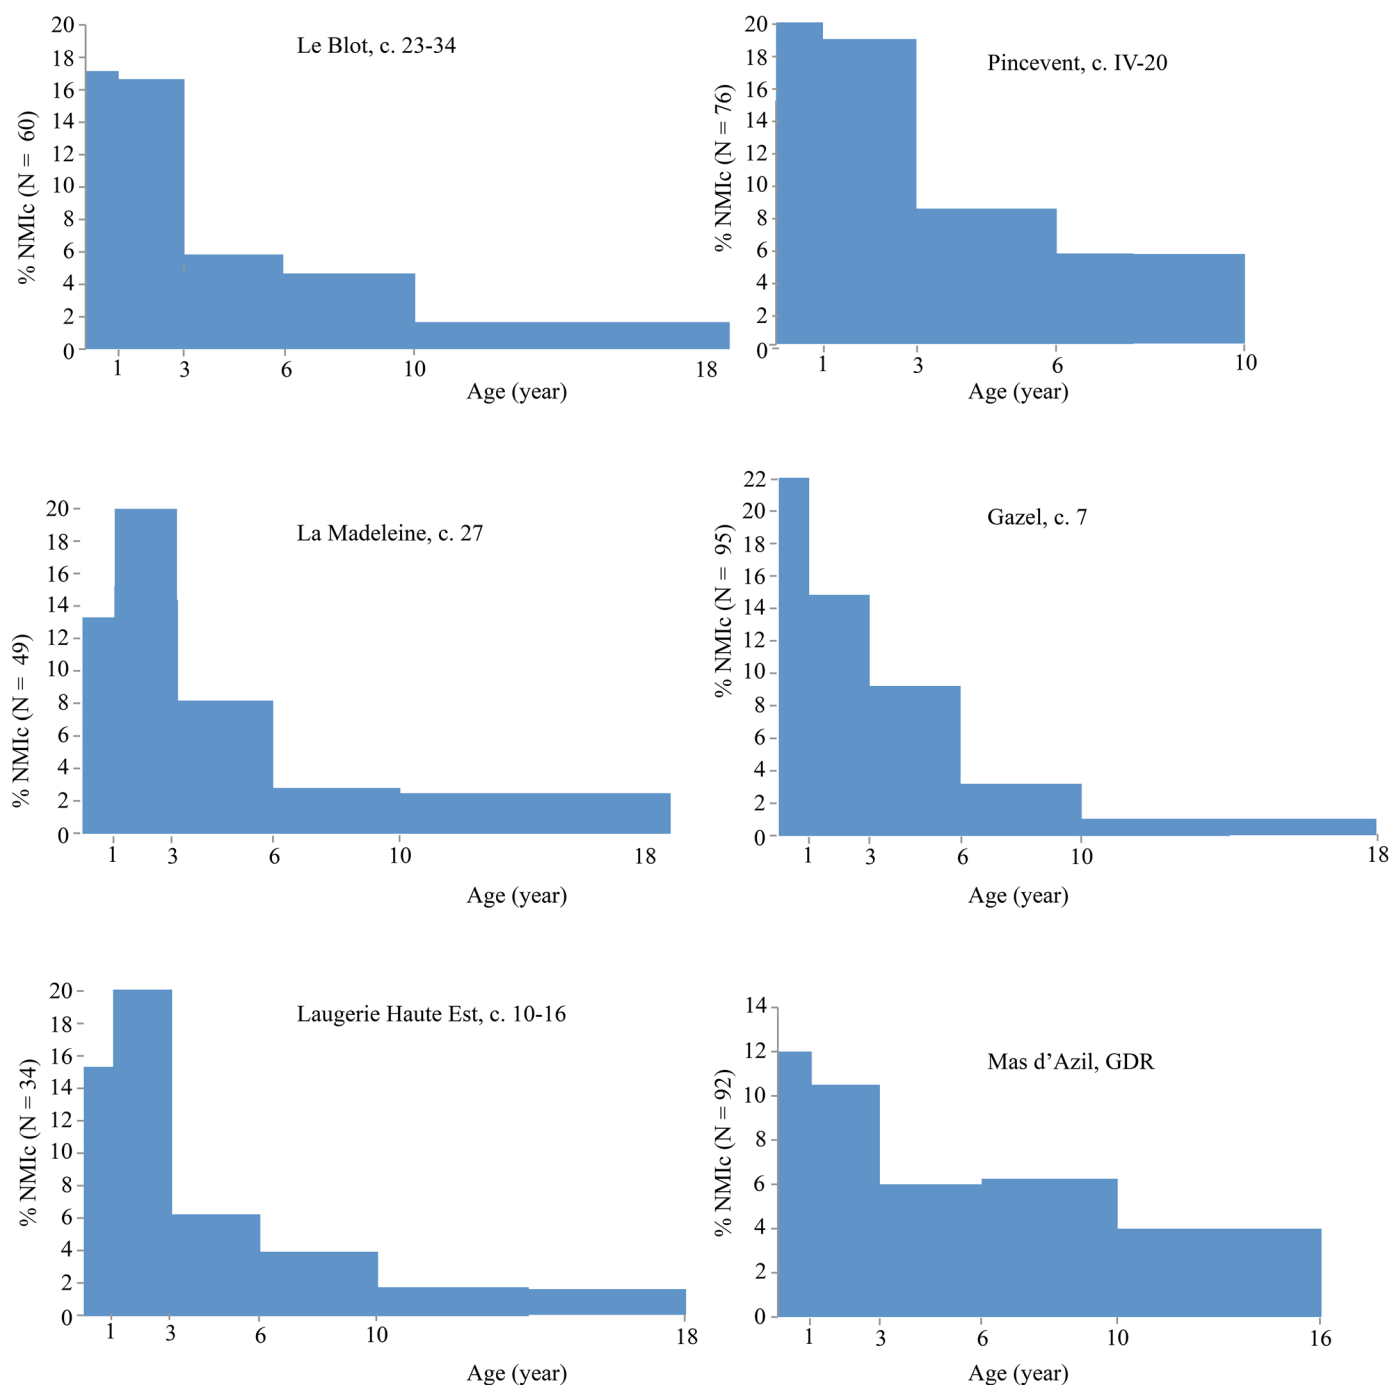 Le Blot, c. 23-34
% NMIc (N = 60)
20
18
16
14
12
10
8
6
4
2
0
1 3 6 10 18
Age (year)
Pincevent, c. IV-20
% NMIc (N = 76)
20
18
16
14
12
10
8
6
4
2
0
1 3 6 10
Age (year)
La Madeleine, c. 27
% NMIc (N = 49)
20
18
16
14
12
10
8
6
4
2
0
1 3 6 10 18
Age (year)
Gazel, c. 7
% NMIc (N = 95)
22
20
18
16
14
12
10
8
6
4
2
0
1 3 6 10 18
Age (year)
Laugerie Haute Est, c. 10-16
% NMIc (N = 34)
20
18
16
14
12
10
8
6
4
2
0
1 3 6 10 18
Age (year)
Mas d’Azil, GDR
% NMIc (N = 92)
14
12
10
8
6
4
2
0
1 3 6 10 16
Age (year)